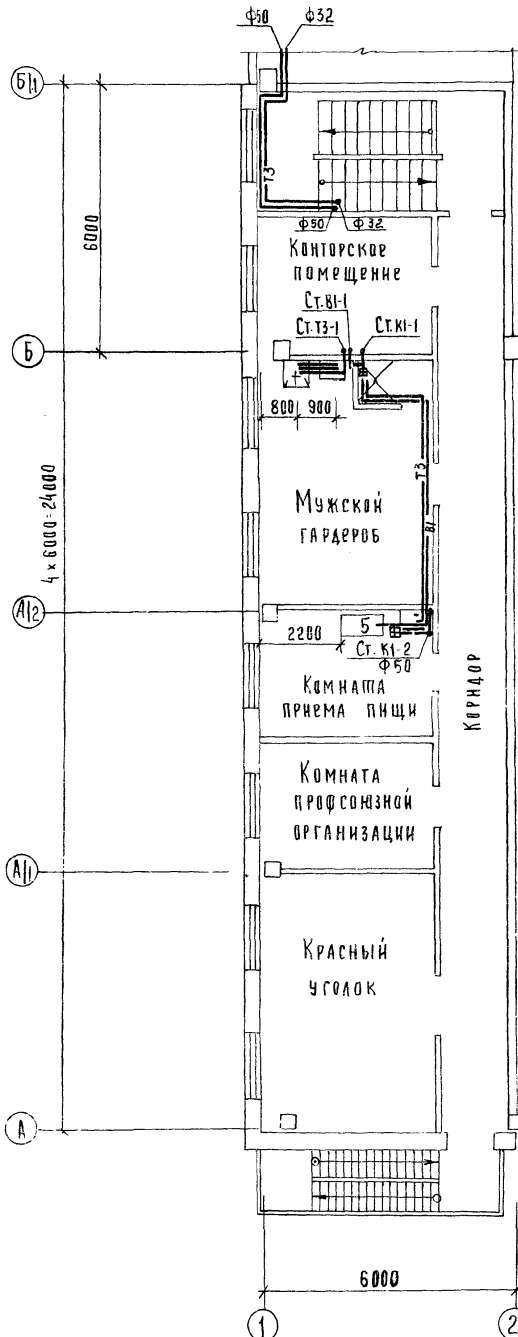 ф50 ф32
Б/1
Т3
6000
ф50 ф32
Конторское
помещение
Ст.В1-1
Ст.Т3-1 Ст.К1-1
Б
800 900
Т3
4 x 6000=24000
Мужской
гардероб
В1
А/2
2200
5
Ст. К1-2
ф50
Комната
приема пищи
Коридор
Комната
профсоюзной
организации
А/1
Красный
уголок
А
6000
1 2